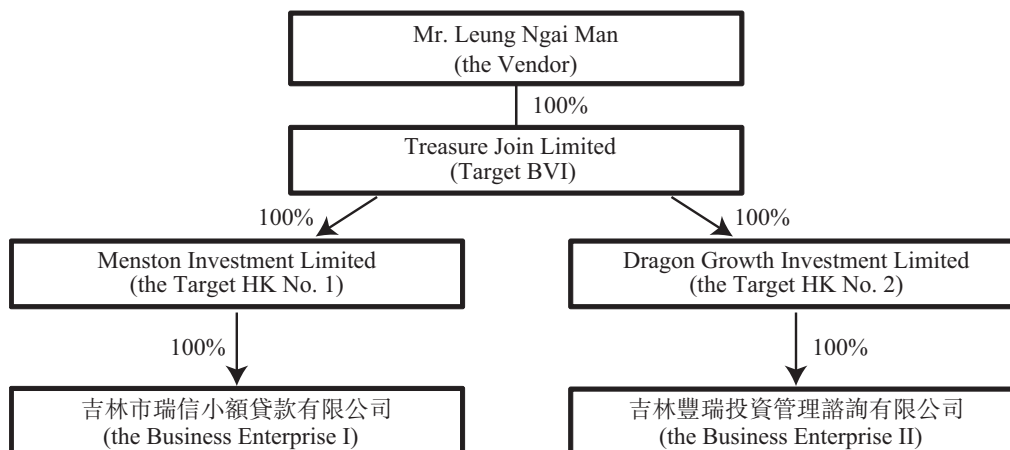 Mr. Leung Ngai Man
(the Vendor)
100%
Treasure Join Limited
(Target BVI)
100%
100%
Menston Investment Limited
(the Target HK No. 1)
Dragon Growth Investment Limited
(the Target HK No. 2)
100%
100%
吉林市瑞信小額貸款有限公司
(the Business Enterprise I)
吉林豐瑞投資管理諮詢有限公司
(the Business Enterprise II)